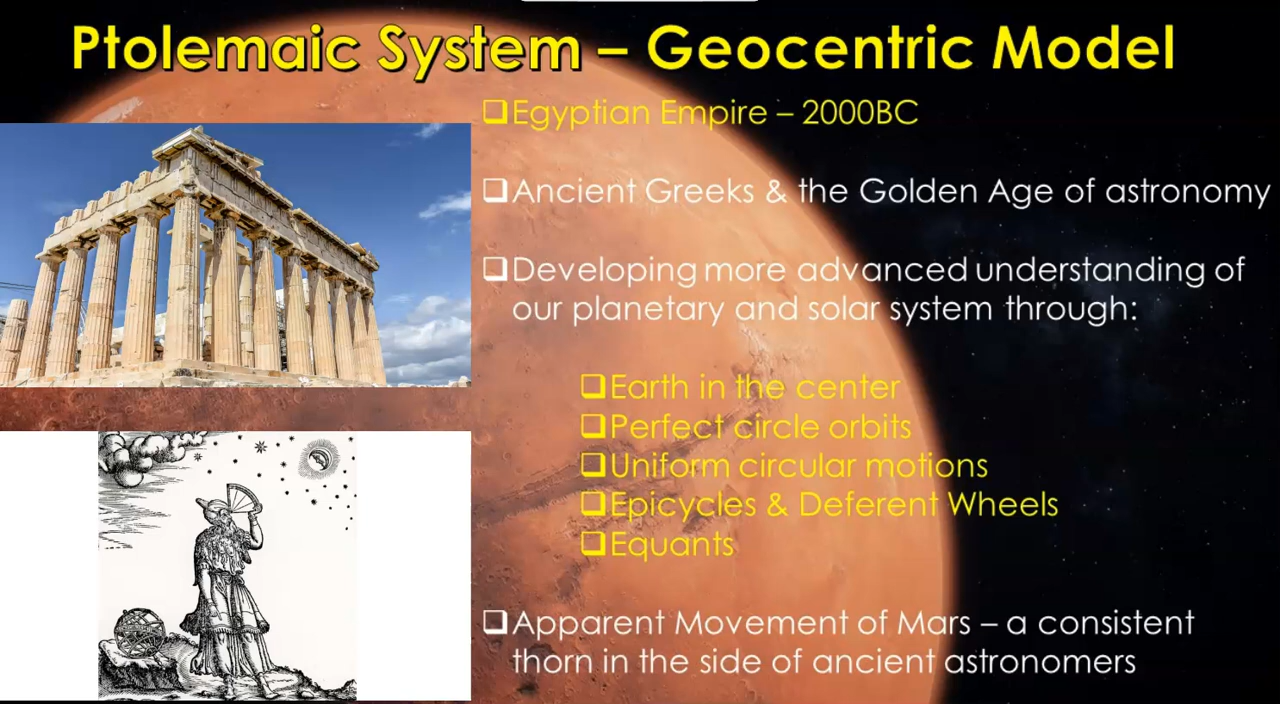 Ptolemaic System – Geocentric Model
❑Egyptian Empire – 2000BC
❑Ancient Greeks & the Golden Age of astronomy
❑Developing more advanced understanding of
our planetary and solar system through:
❑Earth in the center
❑Perfect circle orbits
❑Uniform circular motions
❑Epicycles & Deferent Wheels
❑Equants
❑Apparent Movement of Mars – a consistent
thorn in the side of ancient astronomers